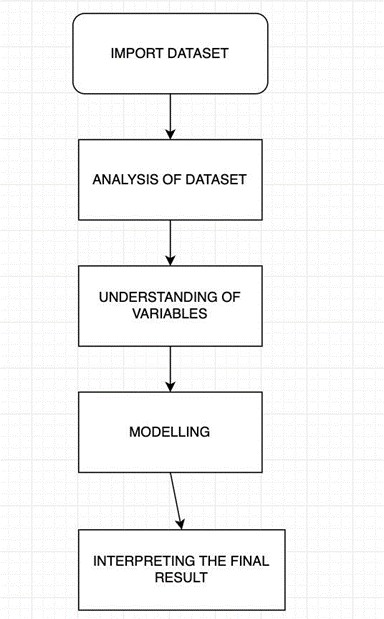 IMPORT DATASET
ANALYSIS OF DATASET
UNDERSTANDING OF
VARIABLES
MODELLING
INTERPRETING THE FINAL
RESULT